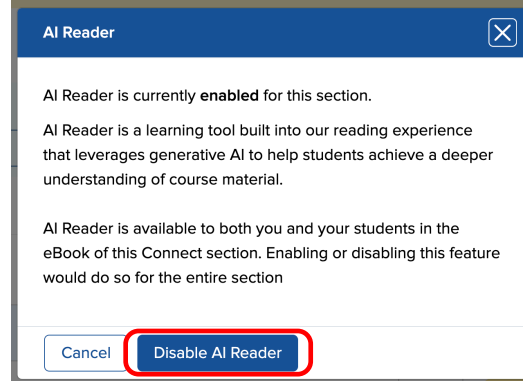 AI Reader
AI Reader is currently enabled for this section.
AI Reader is a learning tool built into our reading experience
that leverages generative AI to help students achieve a deeper
understanding of course material.
AI Reader is available to both you and your students in the
eBook of this Connect section. Enabling or disabling this feature
would do so for the entire section
Cancel
Disable AI Reader